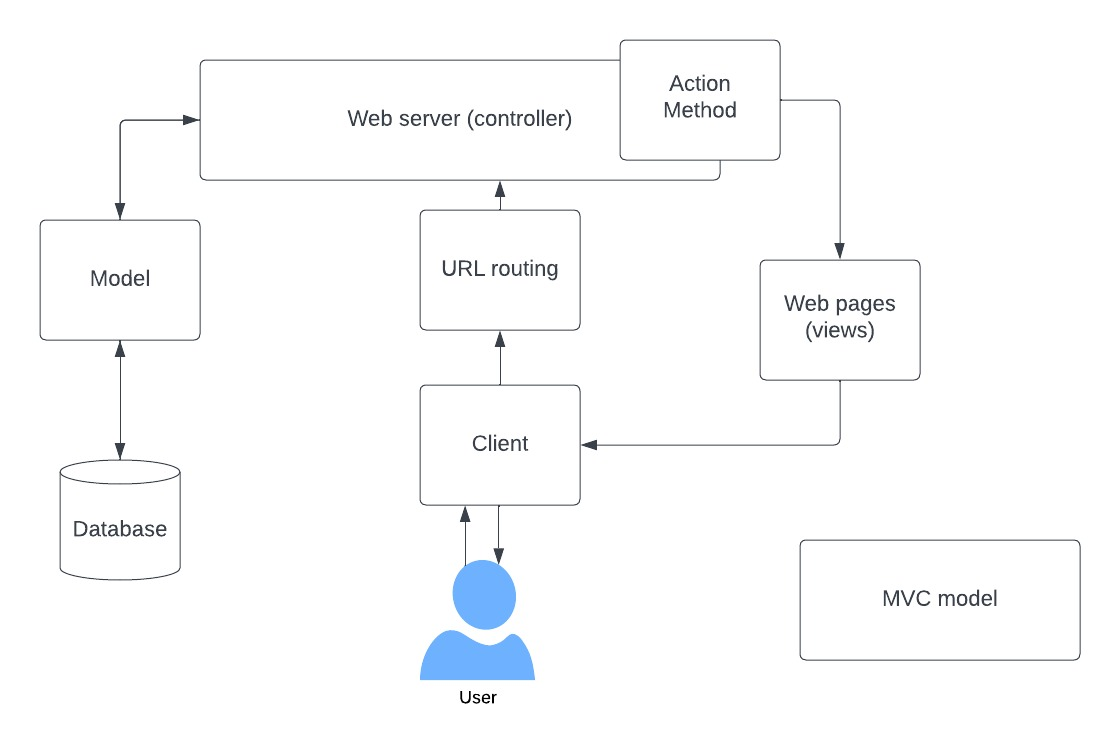 Action
Method
Web server (controller)
Model
URL routing
Web pages
(views)
Client
Database
MVC model
User